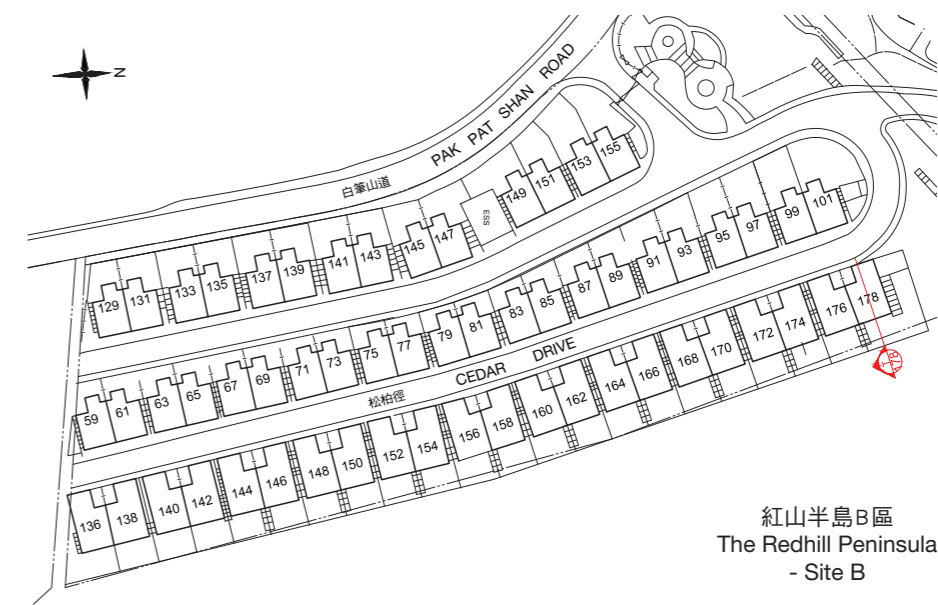 N
PAK PAT SHAN ROAD
白筆山道
ESS
149 151 153 155
129 131 133 135 137 139 141 143 145 147
59 61 63 65 67 69 71 73 75 77 79 81 83 85 87 89 91 93 95 97 99 101
松柏徑 CEDAR DRIVE
136 138 140 142 144 146 148 150 152 154 156 158 160 162 164 166 168 170 172 174 176 178
紅山半島B區
The Redhill Peninsula
- Site B